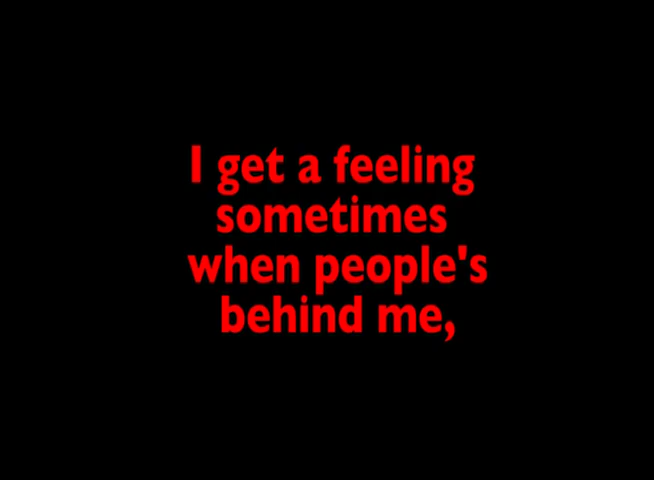 I get a feeling
sometimes
when people's
behind me,